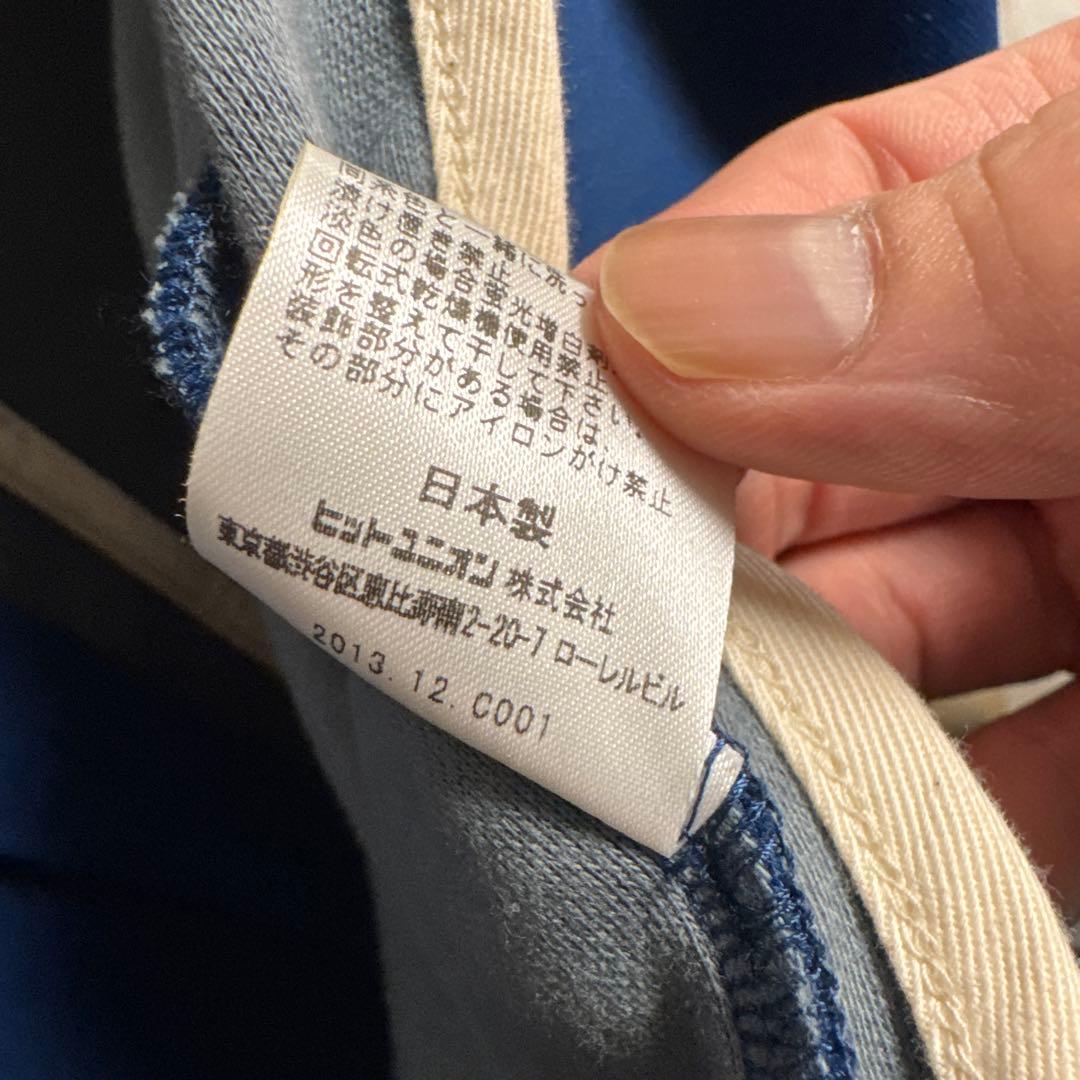 色と一緒に洗
漬け置き禁止蛍光増白剤
淡色の場合
回転式乾燥機使用禁止
形を整えて干して下さい.
装飾部分がある場合は,
その部分にアイロンがけ禁止
日本製
ヒットユニオン 株式会社
東京都渋谷区恵比寿南2-20-7 ローレルビル
2013.12.C001